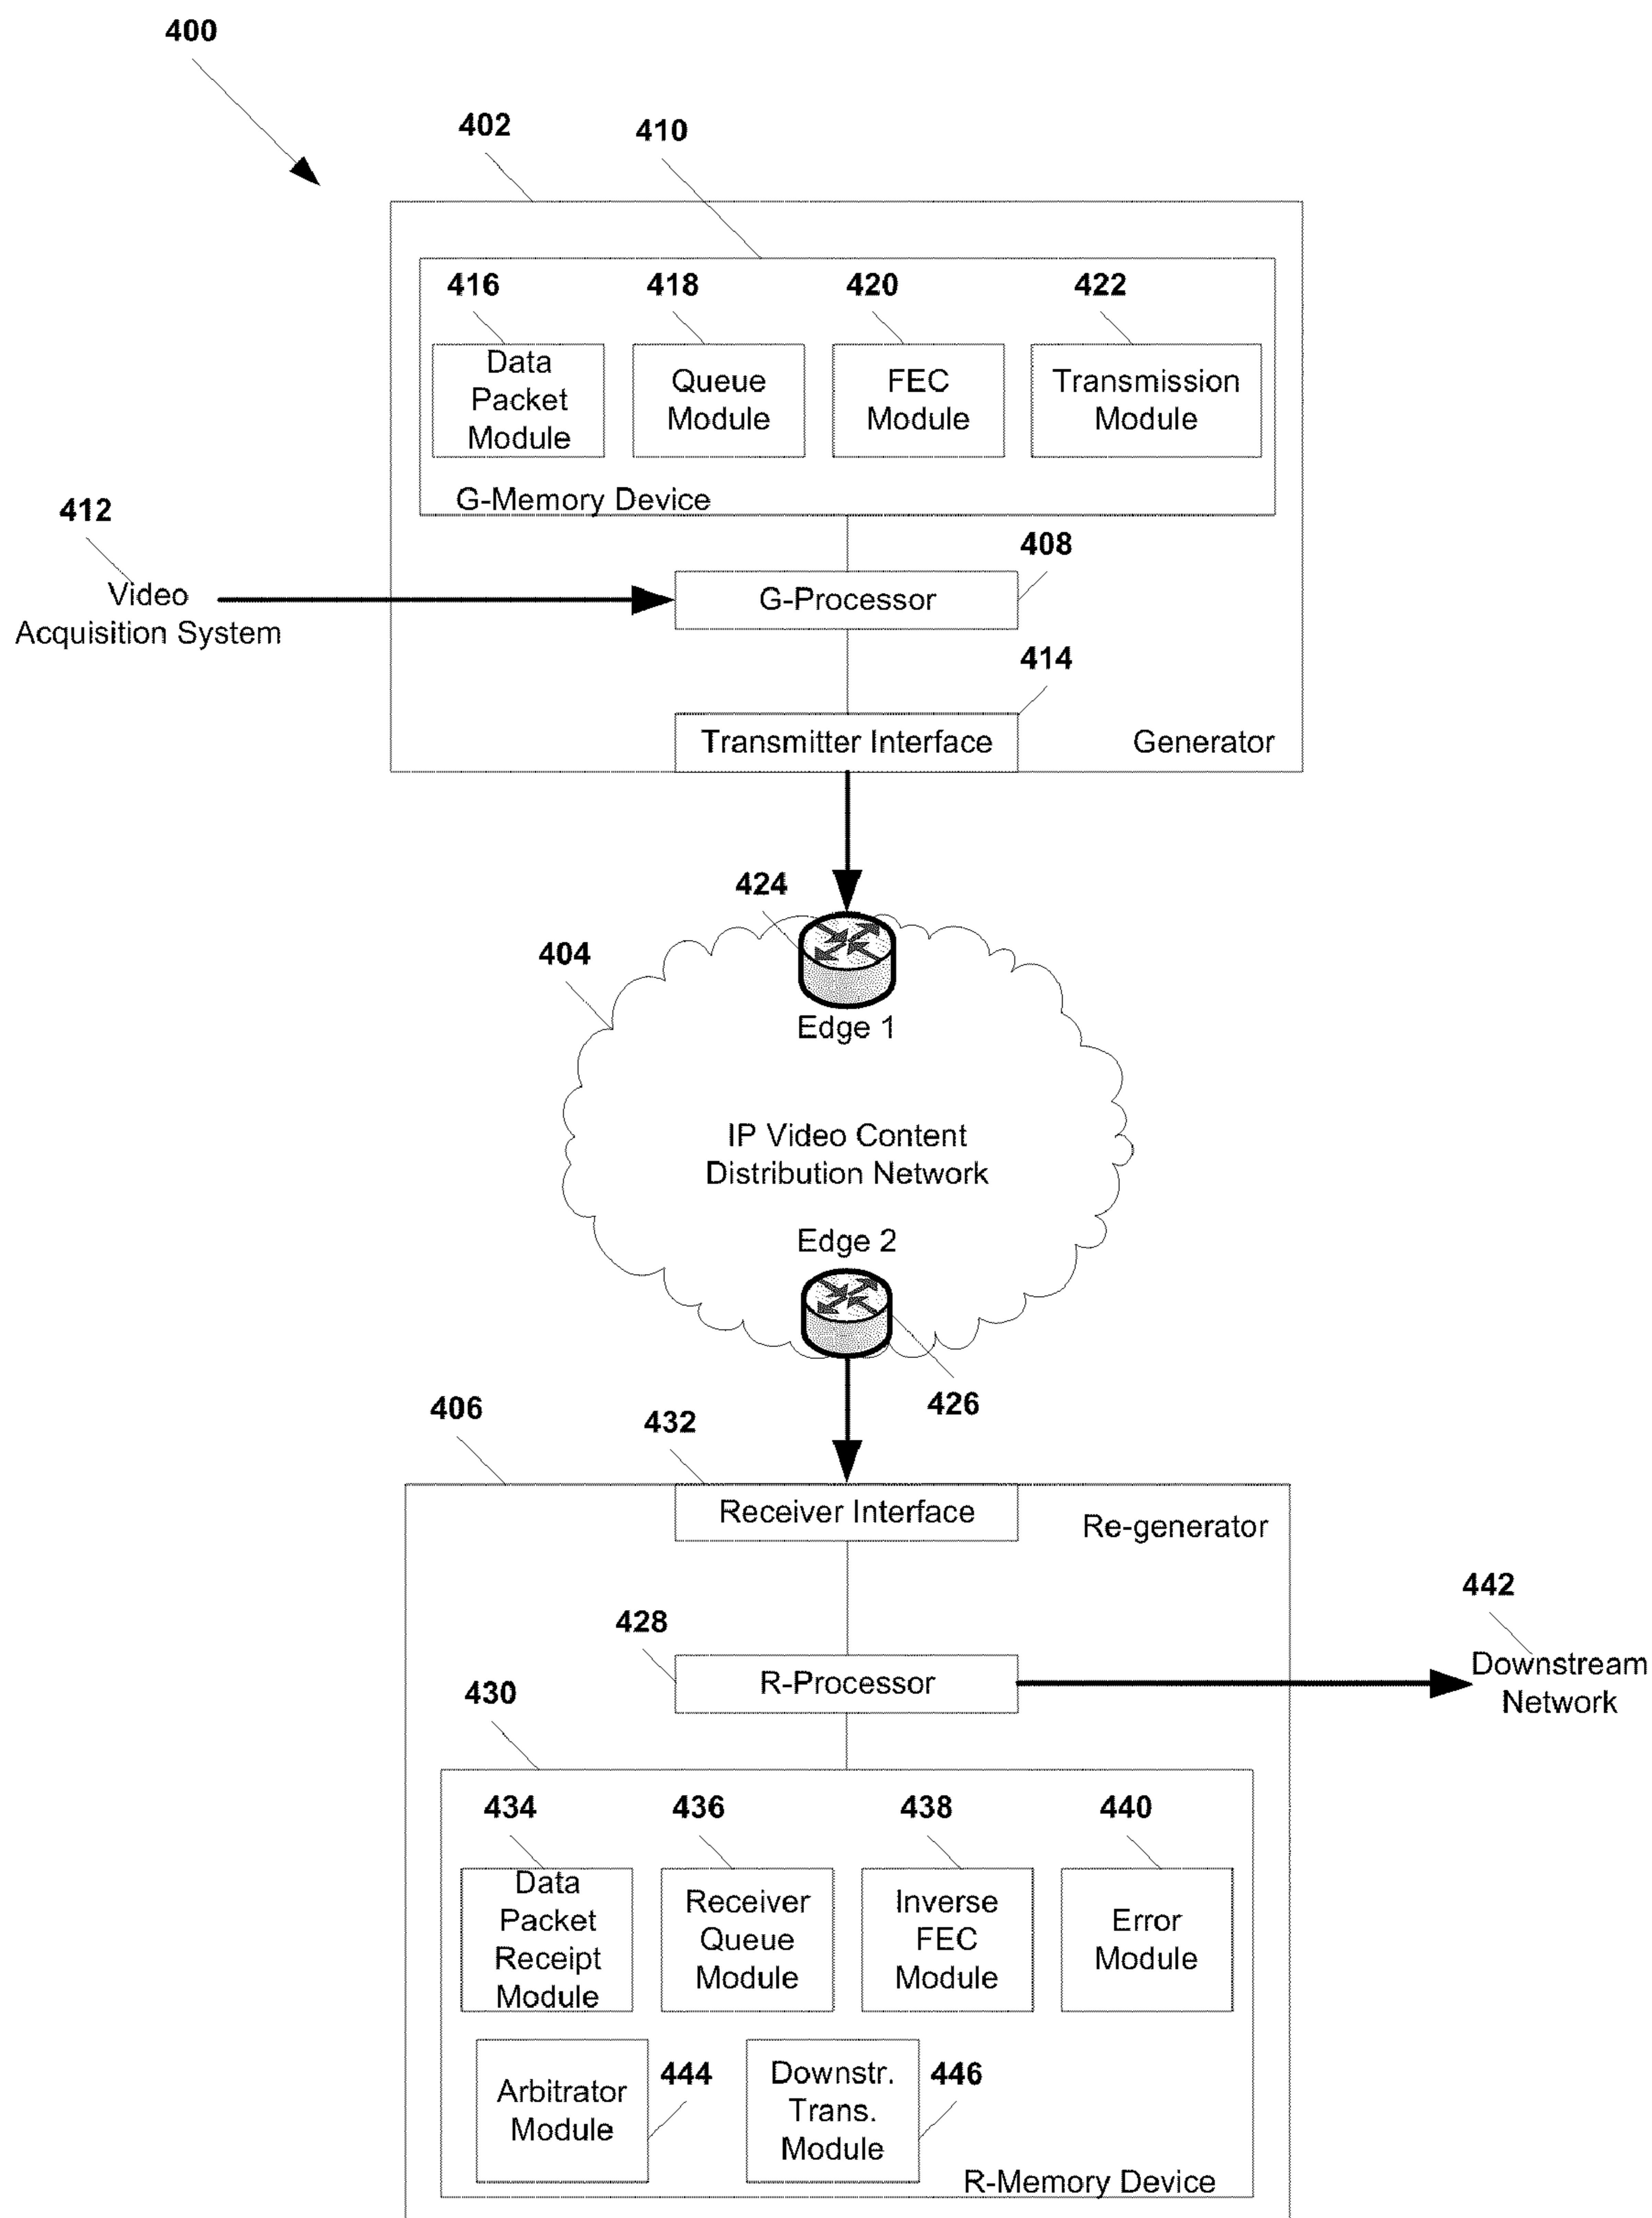 400
402
410
416
418
420
422
Data
Packet
Module
Queue
Module
FEC
Module
Transmission
Module
G-Memory Device
412
Video
Acquisition System
408
G-Processor
414
Transmitter Interface
Generator
424
404
Edge 1
IP Video Content
Distribution Network
Edge 2
426
406
432
Receiver Interface
Re-generator
442
Downstream
Network
428
R-Processor
430
434
436
438
440
Data
Packet
Receipt
Module
Receiver
Queue
Module
Inverse
FEC
Module
Error
Module
Arbitrator
Module
444
Downstr.
Trans.
Module
446
R-Memory Device